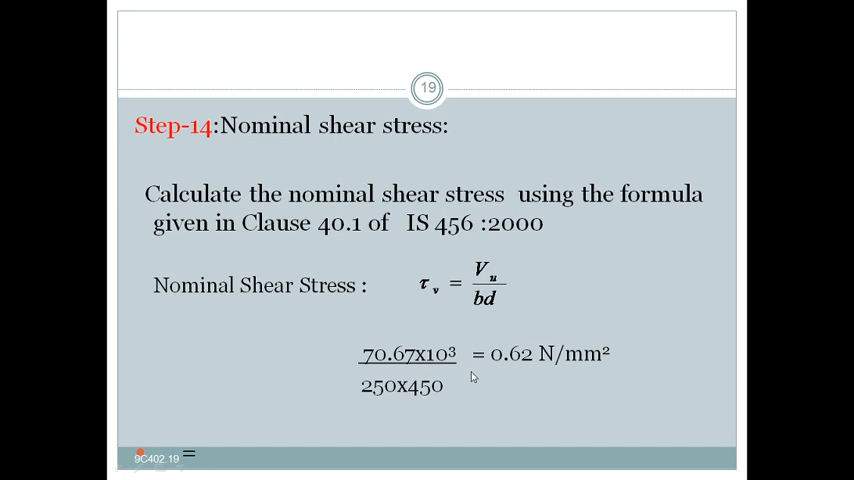 19
Step-14:Nominal shear stress:
Calculate the nominal shear stress using the formula
given in Clause 40.1 of IS 456 :2000
Nominal Shear Stress : τv = Vu
bd
70.67x10³ = 0.62 N/mm²
250x450
9C402.19 =